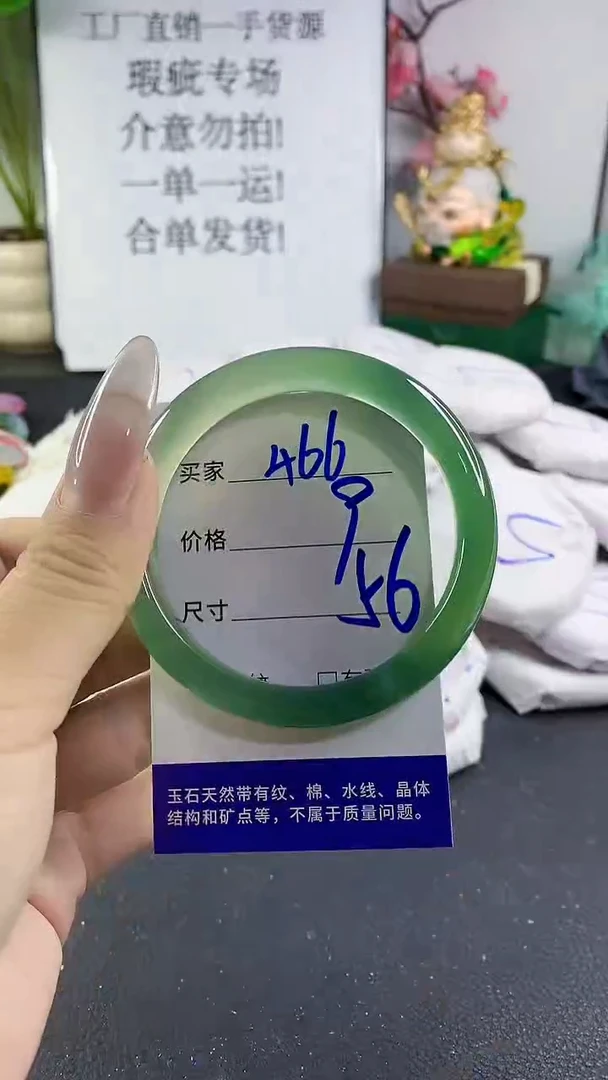 工厂直销一手货源
瑕疵专场
介意勿拍!
一单一运!
合单发货!
买家 466
价格 9
尺寸 56
玉石天然带有纹、棉、水线、晶体
结构和矿点等，不属于质量问题。